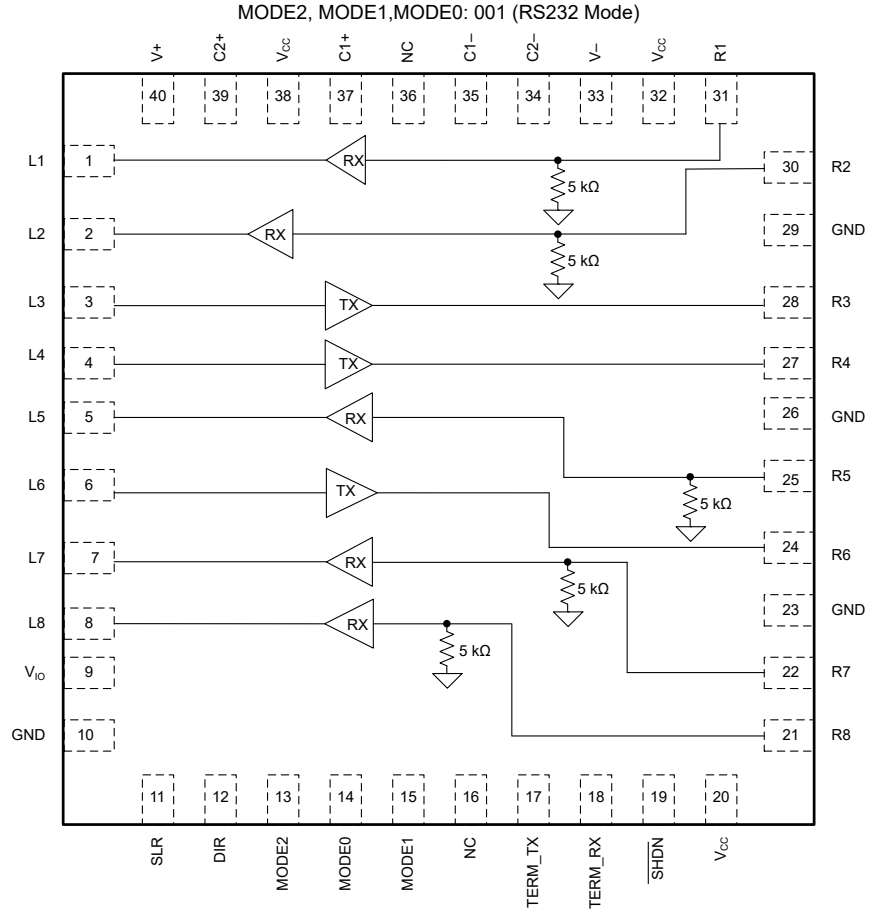 MODE2, MODE1,MODE0: 001 (RS232 Mode)
V+ C2+ VCC C1+ NC C1– C2– V– VCC R1
40 39 38 37 36 35 34 33 32 31
L1 1 RX 5 kΩ 30 R2
L2 2 RX 5 kΩ 29 GND
L3 3 TX 28 R3
L4 4 TX 27 R4
L5 5 RX 26 GND
L6 6 TX 5 kΩ 25 R5
L7 7 RX 5 kΩ 24 R6
L8 8 RX 5 kΩ 23 GND
VIO 9 22 R7
GND 10 21 R8
11 12 13 14 15 16 17 18 19 20
SLR DIR MODE2 MODE0 MODE1 NC TERM_TX TERM_RX SHDN VCC